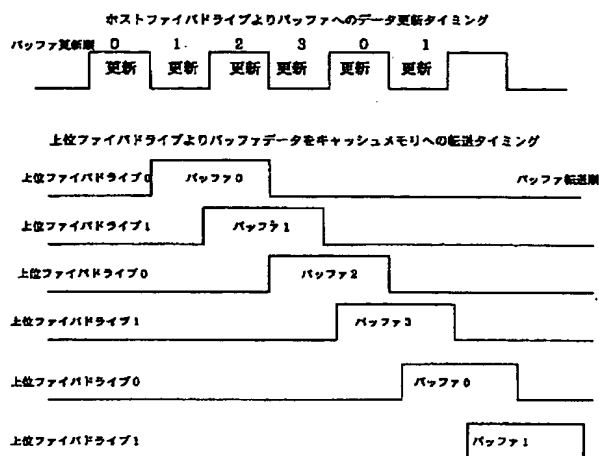 ホストファイバドライブよりバッファへのデータ更新タイミング
バッファ更新順 0 1 2 3 0 1
更新 更新 更新 更新 更新 更新
上位ファイバドライブよりバッファデータをキャッシュメモリへの転送タイミング
上位ファイバドライブ0 バッファ0 バッファ転送順
上位ファイバドライブ1 バッファ1
上位ファイバドライブ0 バッファ2
上位ファイバドライブ1 バッファ3
上位ファイバドライブ0 バッファ0
上位ファイバドライブ1 バッファ1